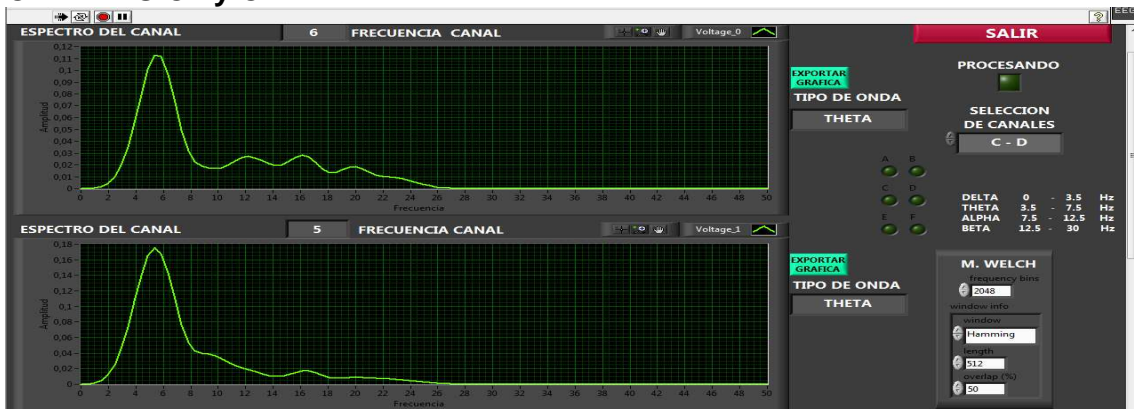 ESPECTRO DEL CANAL 6 FRECUENCIA CANAL Voltage_0
0,12
0,11
0,1
0,09
0,08
0,07
0,06
0,05
0,04
0,03
0,02
0,01
0
Amplitud
0 2 4 6 8 10 12 14 16 18 20 22 24 26 28 30 32 34 36 38 40 42 44 46 48 50
Frecuencia
EXPORTAR
GRAFICA
TIPO DE ONDA
THETA
ESPECTRO DEL CANAL 5 FRECUENCIA CANAL Voltage_1
0,18
0,16
0,14
0,12
0,1
0,08
0,06
0,04
0,02
0
Amplitud
0 2 4 6 8 10 12 14 16 18 20 22 24 26 28 30 32 34 36 38 40 42 44 46 48 50
Frecuencia
EXPORTAR
GRAFICA
TIPO DE ONDA
THETA
SALIR
PROCESANDO
SELECCION
DE CANALES
C - D
A B
C D
E F
DELTA 0 - 3.5 Hz
THETA 3.5 - 7.5 Hz
ALPHA 7.5 - 12.5 Hz
BETA 12.5 - 30 Hz
M. WELCH
frequency bins
2048
window info
window
Hamming
length
512
overlap (%)
50